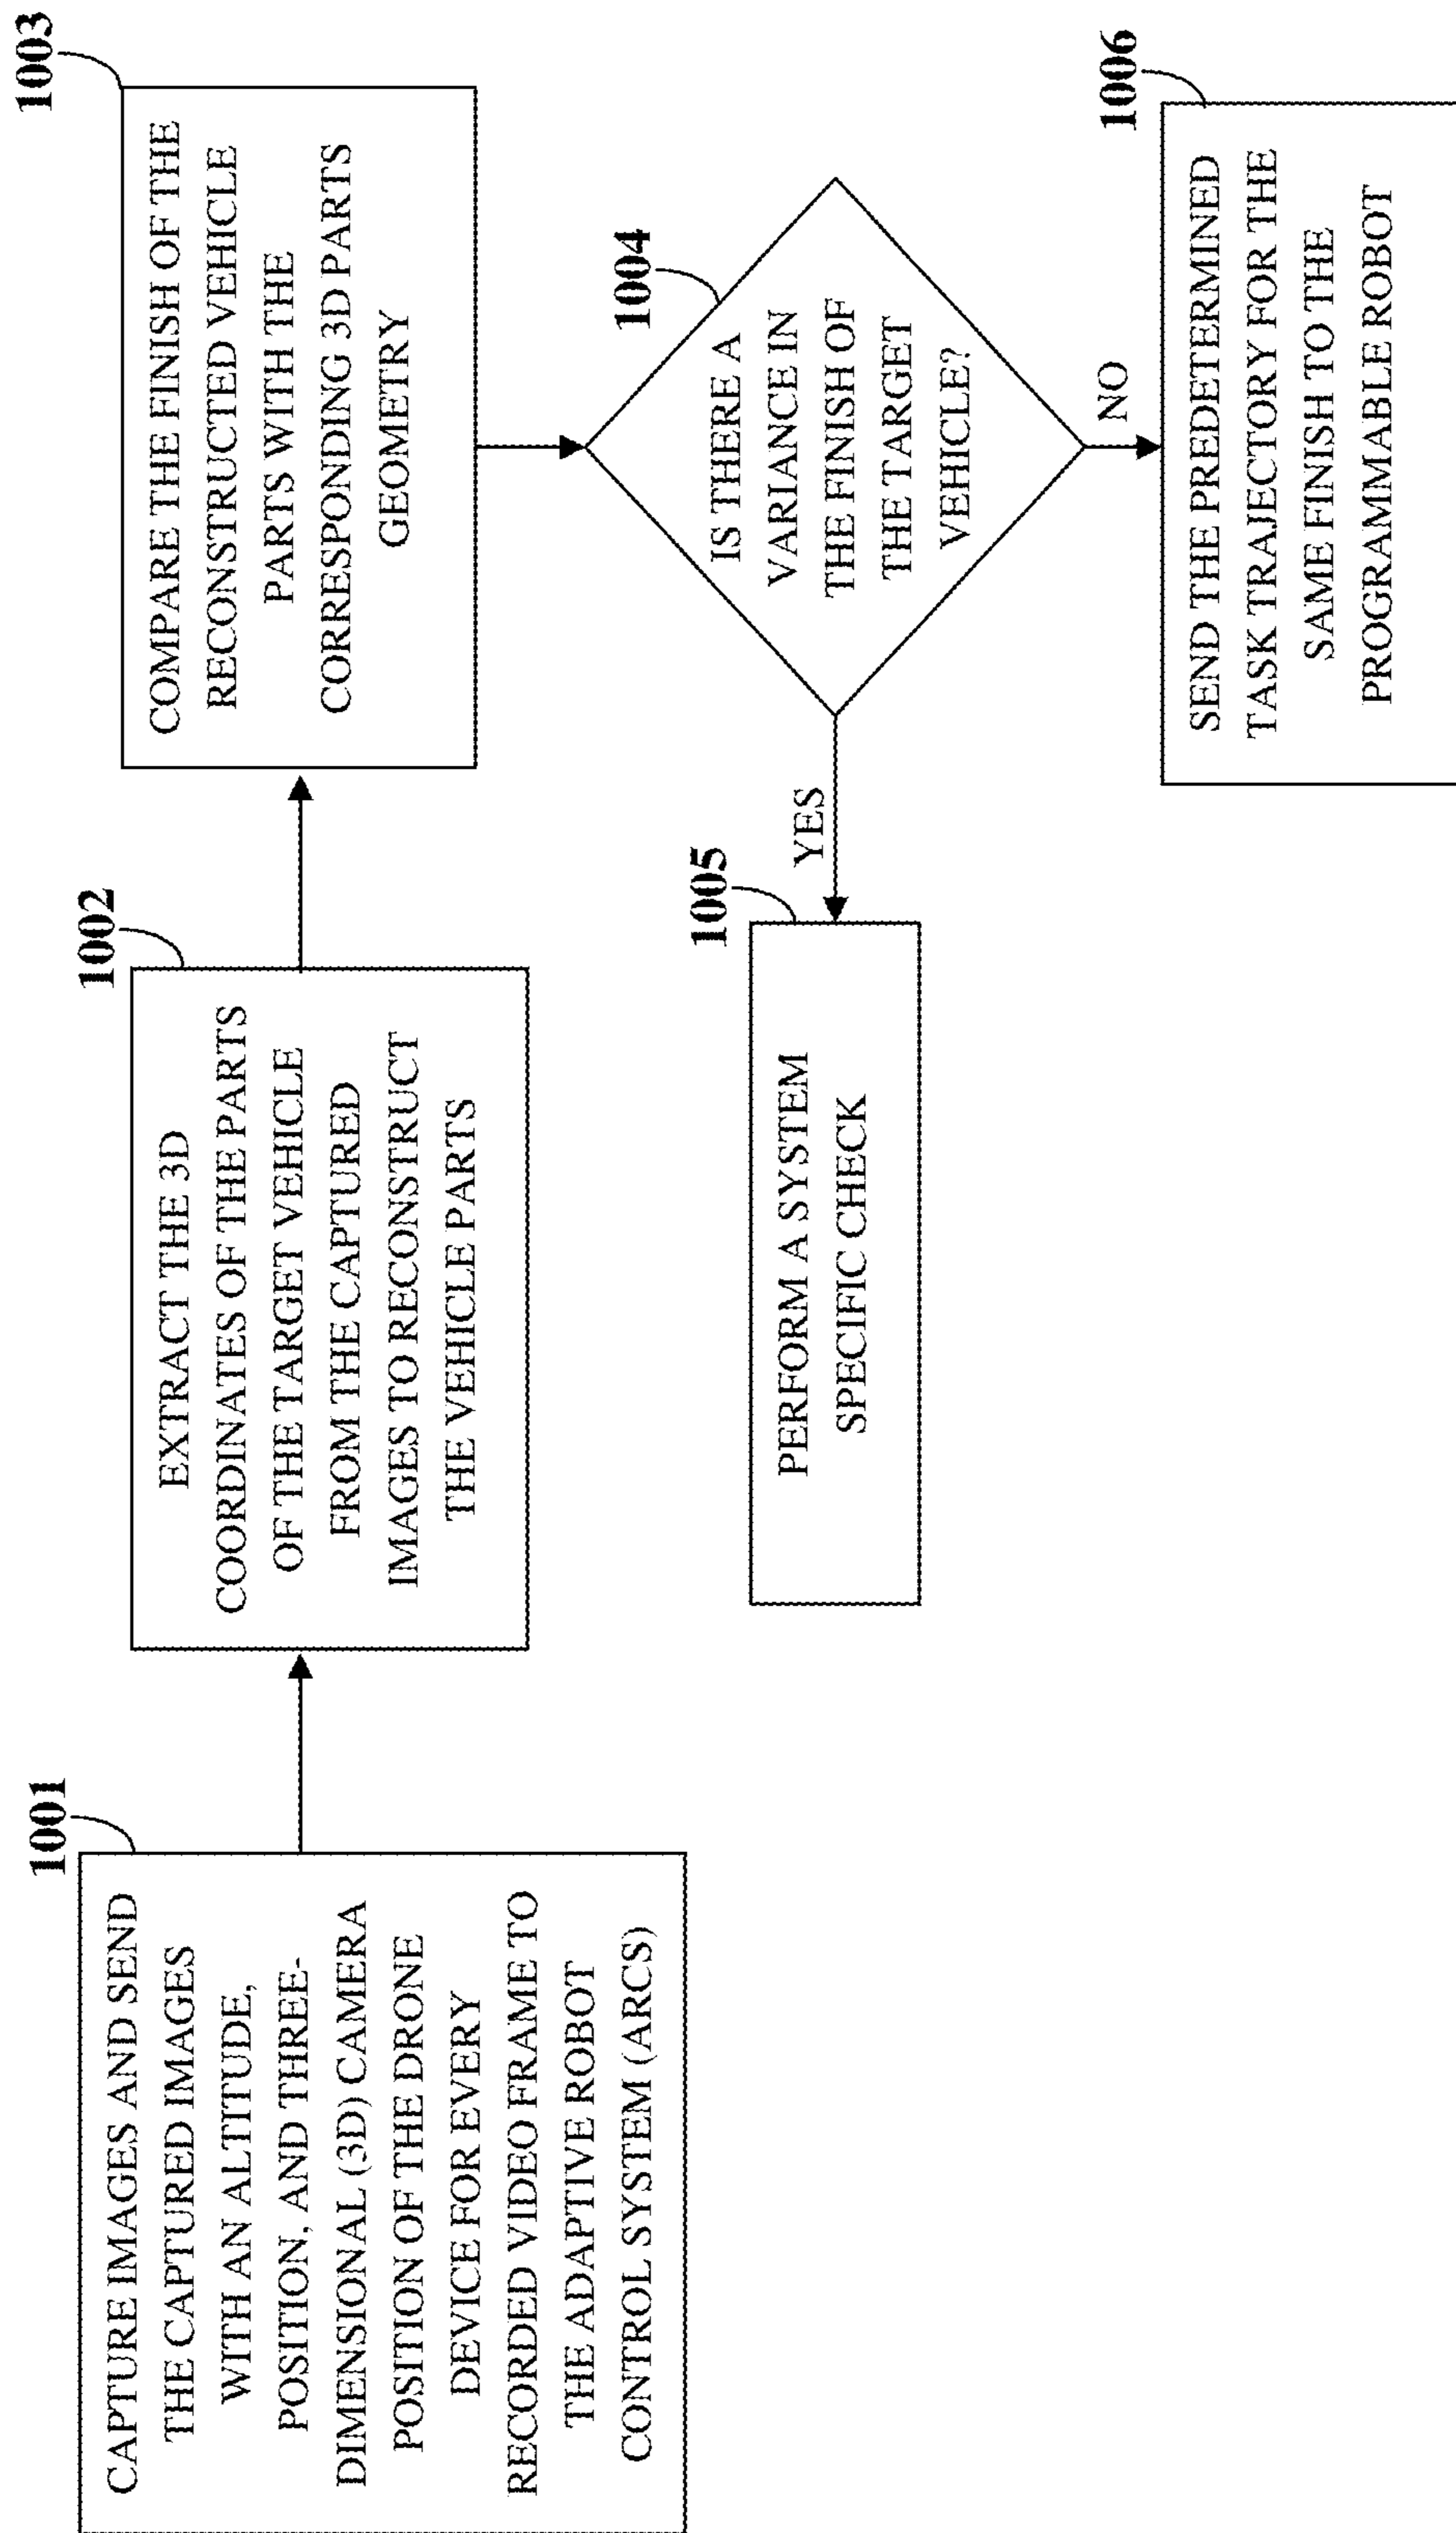 1001
CAPTURE IMAGES AND SEND
THE CAPTURED IMAGES
WITH AN ALTITUDE,
POSITION, AND THREE-
DIMENSIONAL (3D) CAMERA
POSITION OF THE DRONE
DEVICE FOR EVERY
RECORDED VIDEO FRAME TO
THE ADAPTIVE ROBOT
CONTROL SYSTEM (ARCS)
1002
EXTRACT THE 3D
COORDINATES OF THE PARTS
OF THE TARGET VEHICLE
FROM THE CAPTURED
IMAGES TO RECONSTRUCT
THE VEHICLE PARTS
1003
COMPARE THE FINISH OF THE
RECONSTRUCTED VEHICLE
PARTS WITH THE
CORRESPONDING 3D PARTS
GEOMETRY
1004
IS THERE A
VARIANCE IN
THE FINISH OF
THE TARGET
VEHICLE?
YES
1005
PERFORM A SYSTEM
SPECIFIC CHECK
NO
1006
SEND THE PREDETERMINED
TASK TRAJECTORY FOR THE
SAME FINISH TO THE
PROGRAMMABLE ROBOT